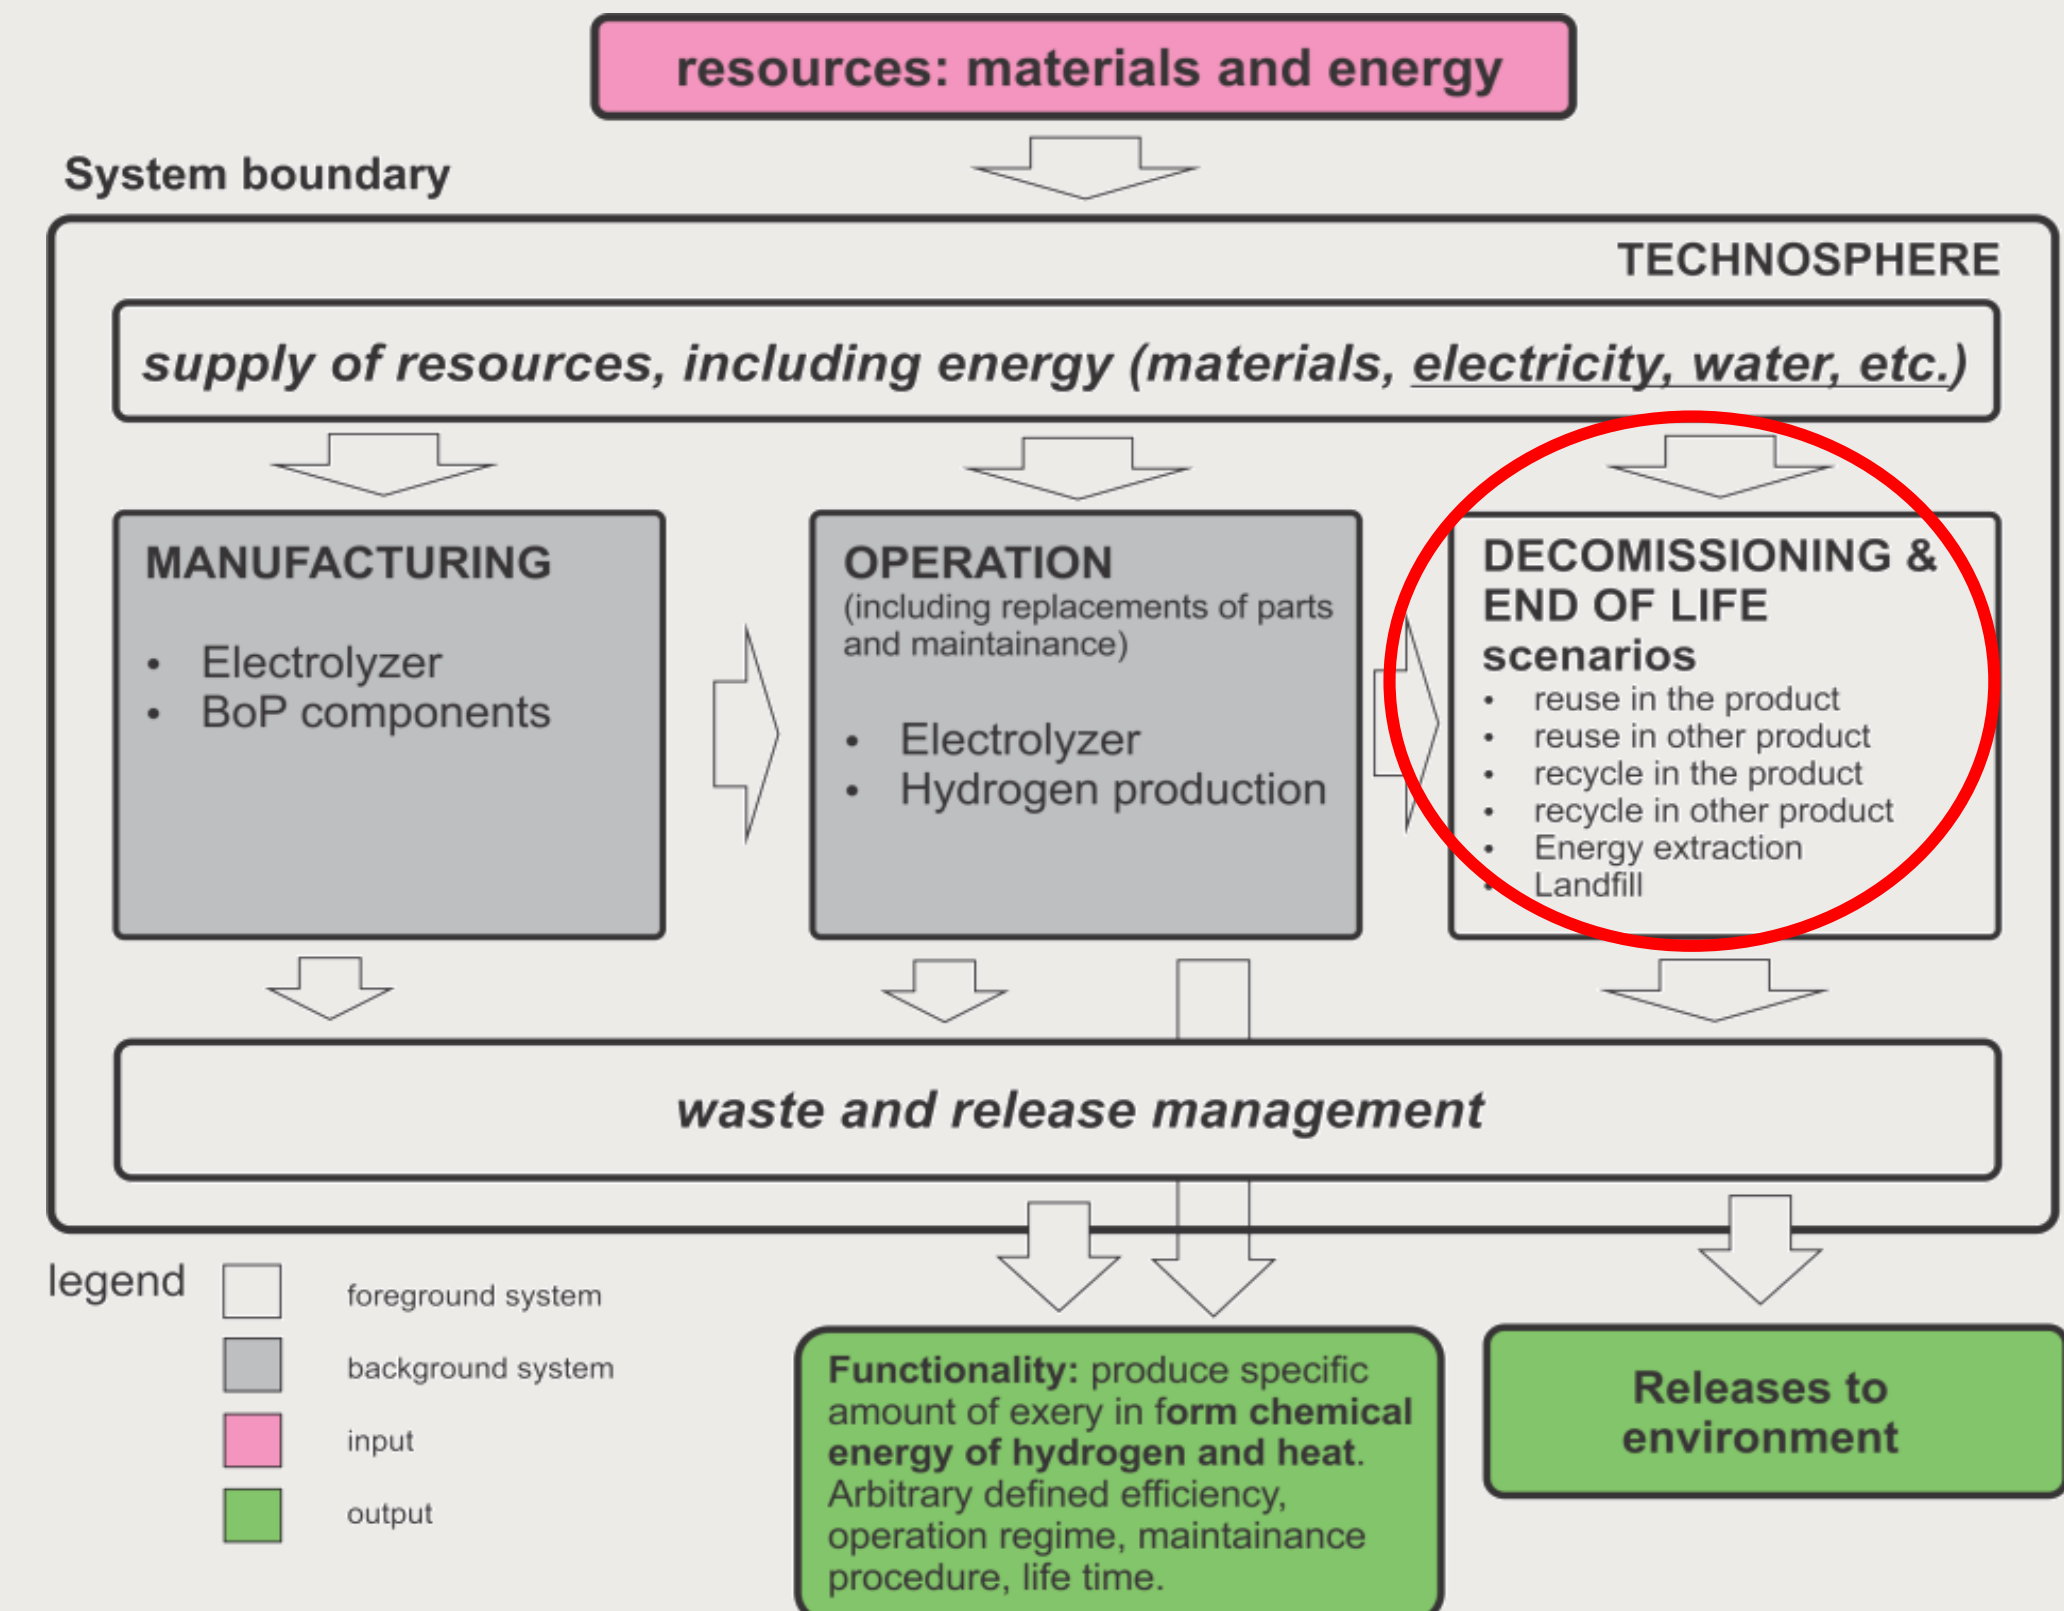 resources: materials and energy
System boundary
TECHNOSPHERE
supply of resources, including energy (materials, electricity, water, etc.)
MANUFACTURING
• Electrolyzer
• BoP components
OPERATION
(including replacements of parts
and maintainance)
• Electrolyzer
• Hydrogen production
DECOMISSIONING &
END OF LIFE
scenarios
• reuse in the product
• reuse in other product
• recycle in the product
• recycle in other product
• Energy extraction
• Landfill
waste and release management
legend
foreground system
background system
input
output
Functionality: produce specific
amount of exery in form chemical
energy of hydrogen and heat.
Arbitrary defined efficiency,
operation regime, maintainance
procedure, life time.
Releases to
environment